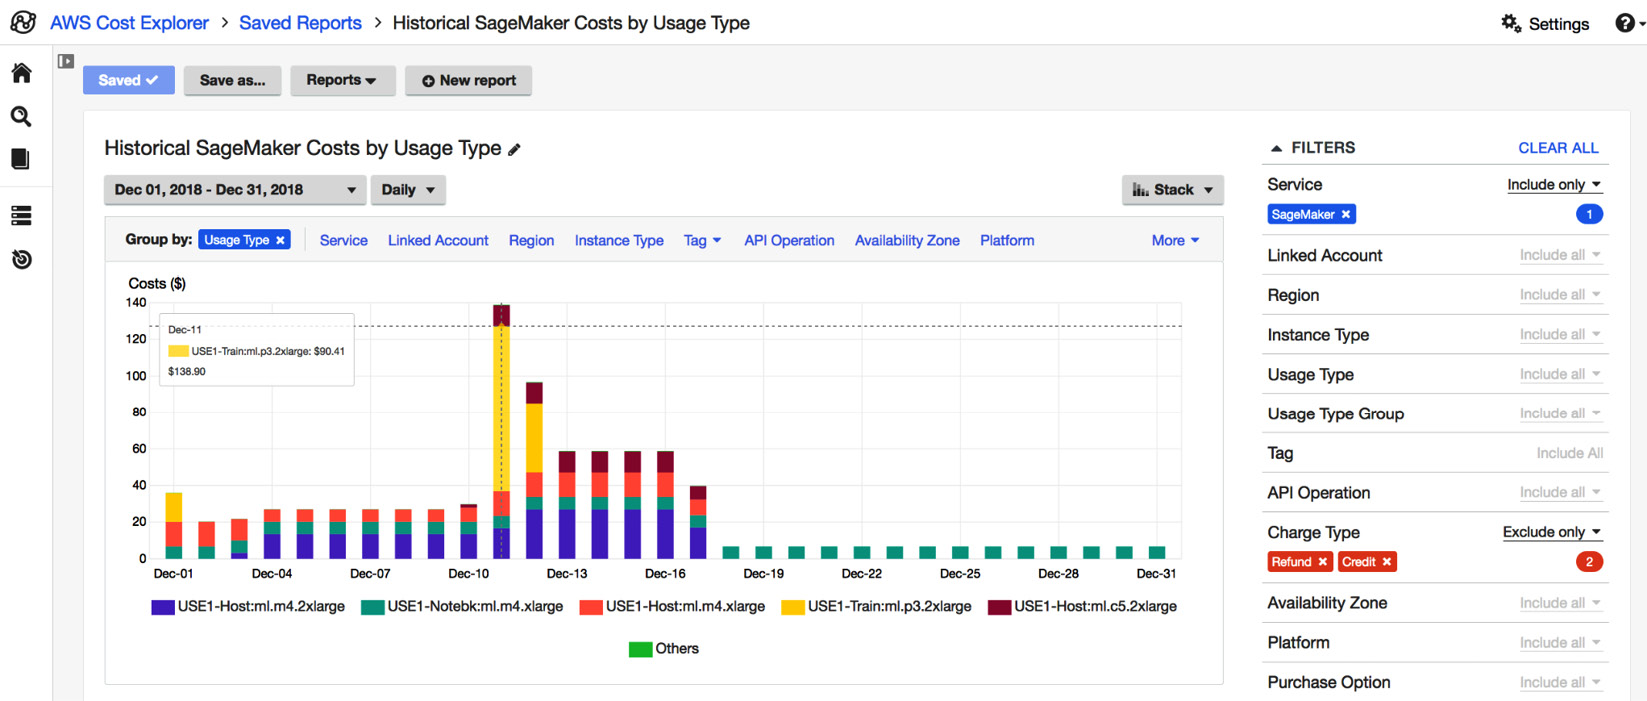 AWS Cost Explorer > Saved Reports > Historical SageMaker Costs by Usage Type
Settings
?
Saved
Save as...
Reports
New report
Historical SageMaker Costs by Usage Type
Dec 01, 2018 - Dec 31, 2018
Daily
Stack
Group by: Usage Type × Service Linked Account Region Instance Type Tag API Operation Availability Zone Platform More
Costs ($)
140
120
100
80
60
40
20
0
Dec-11
USE1-Train:ml.p3.2xlarge: $90.41
$138.90
Dec-01 Dec-04 Dec-07 Dec-10 Dec-13 Dec-16 Dec-19 Dec-22 Dec-25 Dec-28 Dec-31
USE1-Host:ml.m4.2xlarge USE1-Notebk:ml.m4.xlarge USE1-Host:ml.m4.xlarge USE1-Train:ml.p3.2xlarge USE1-Host:ml.c5.2xlarge
Others
FILTERS CLEAR ALL
Service Include only
SageMaker × 1
Linked Account Include all
Region Include all
Instance Type Include all
Usage Type Include all
Usage Type Group Include all
Tag Include All
API Operation Include all
Charge Type Exclude only
Refund × Credit × 2
Availability Zone Include all
Platform Include all
Purchase Option Include all